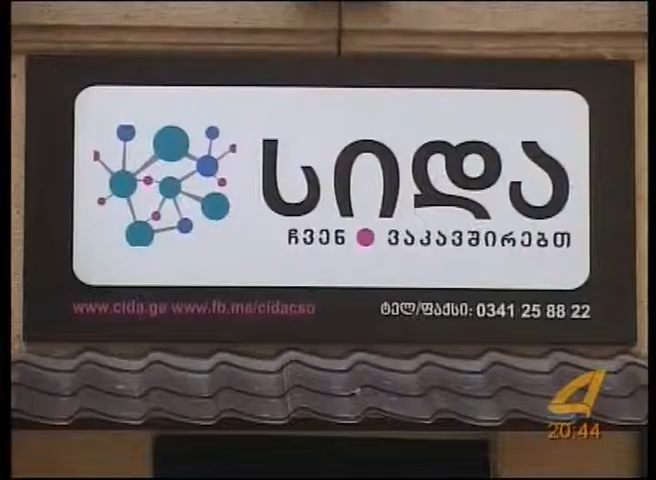 სიდა
ჩვენ ვაკავშირებთ
www.cida.ge www.fb.me/cidacso
ტელ/ფაქსი: 0341 25 88 22
20:44